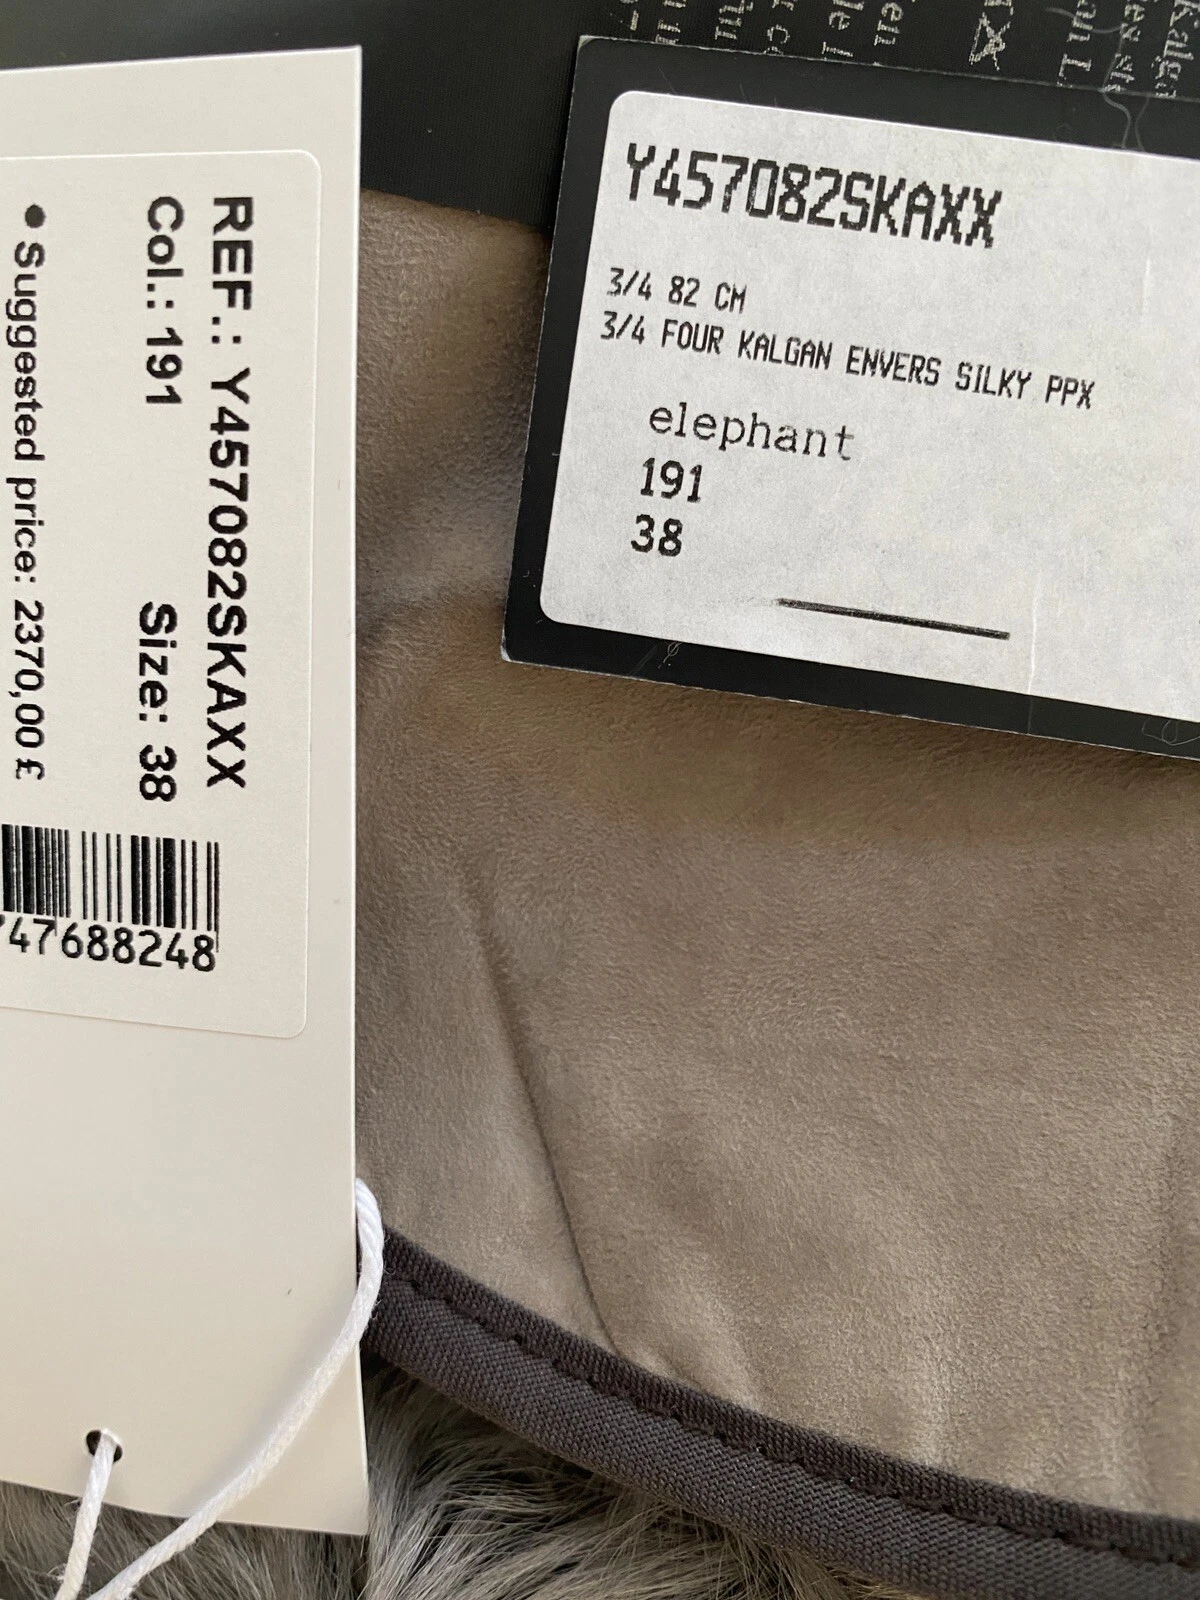 REF.: Y457082SKAXX
Col.: 191 Size: 38
• Suggested price: 2370,00 £
47688248
Y457082SKAXX
3/4 82 CM
3/4 FOUR KALGAN ENVERS SILKY PPX
elephant
191
38